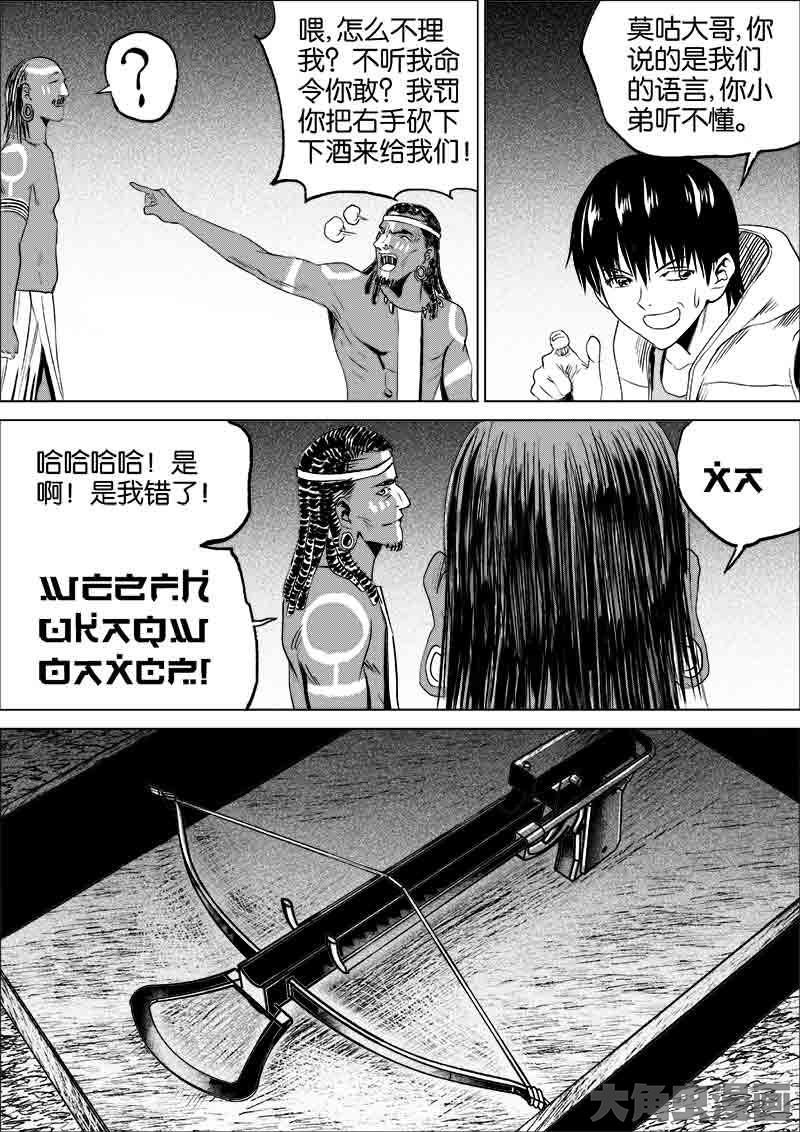 ?
喂,怎么不理
我?不听我命
令你敢?我罚
你把右手砍下
下酒来给我们!
莫咕大哥,你
说的是我们
的语言,你小
弟听不懂。
哈哈哈哈!是
啊!是我错了!
大角虫漫画